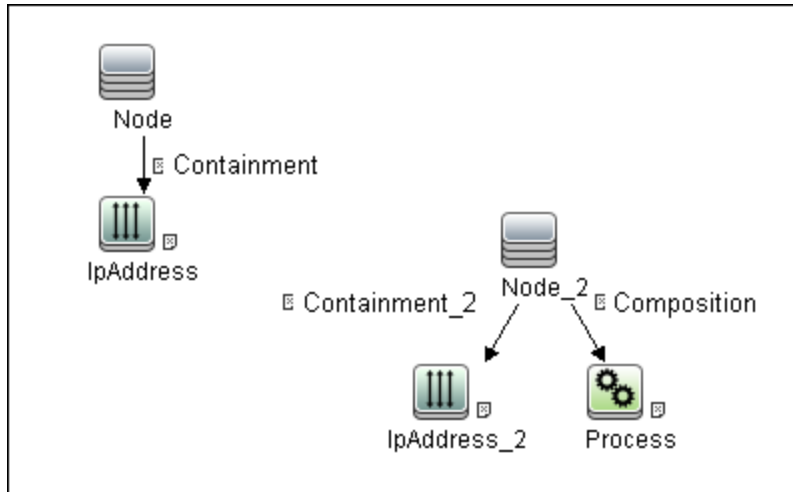 Node
Containment
IpAddress
Node_2
Containment_2
Composition
IpAddress_2
Process